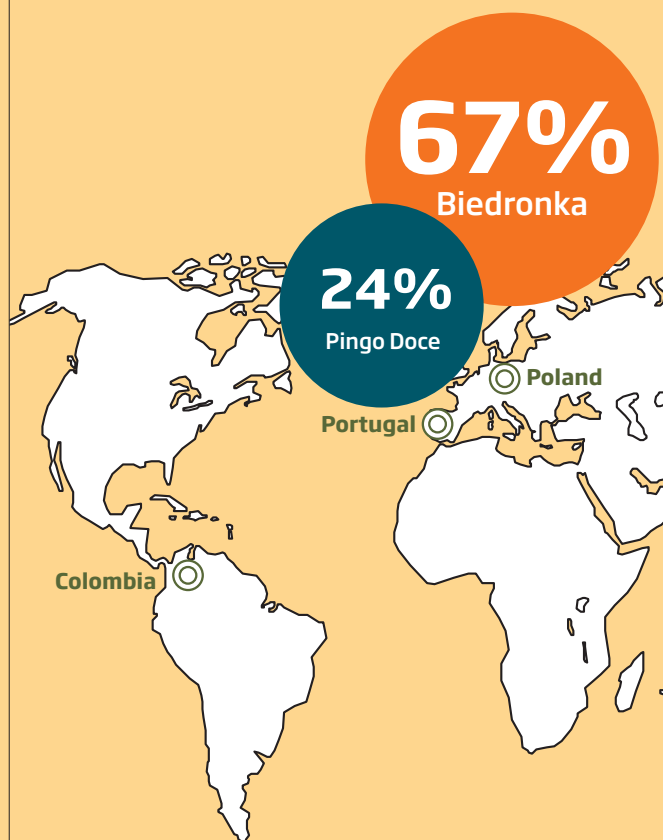 67%
Biedronka
24%
Pingo Doce
Poland
Portugal
Colombia